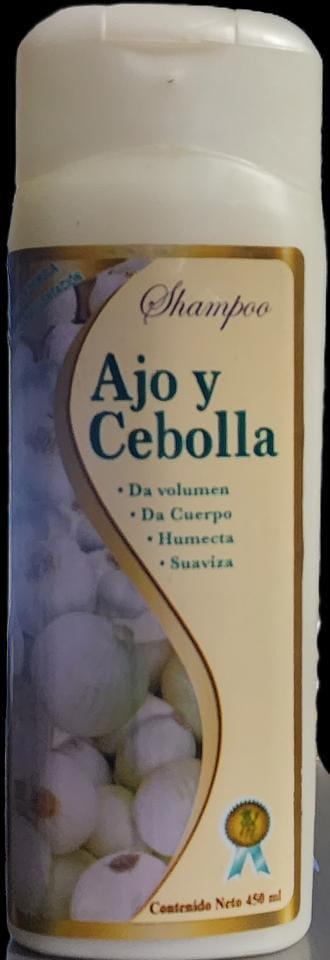 Shampoo
Ajo y
Cebolla
• Da volumen
• Da Cuerpo
• Humecta
• Suaviza
Contenido Neto 450 ml